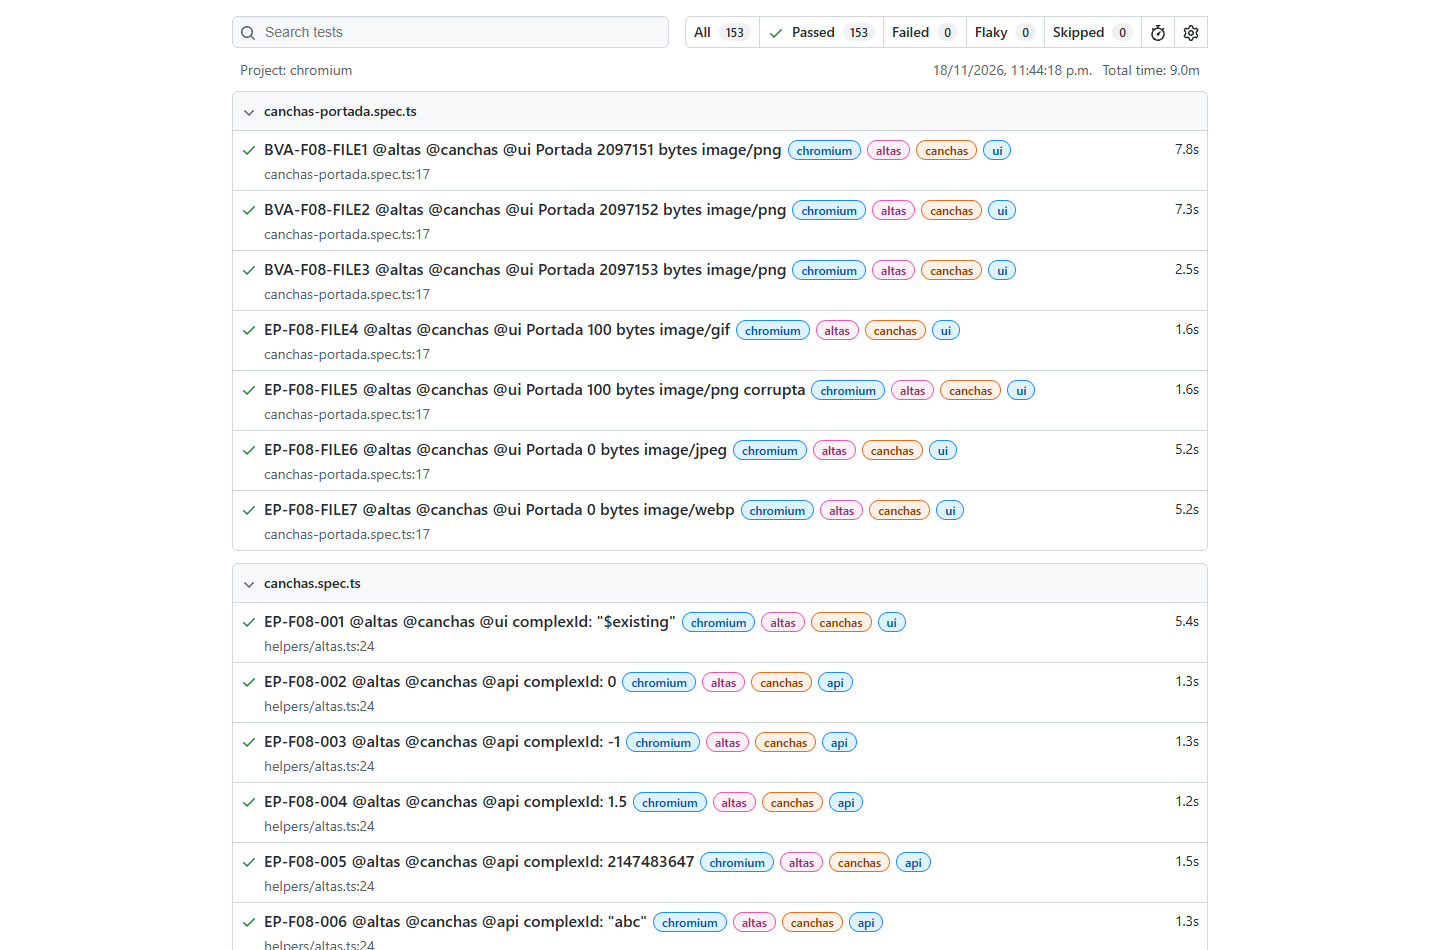 Search tests
All 153 Passed 153 Failed 0 Flaky 0 Skipped 0
Project: chromium 18/11/2026, 11:44:18 p.m. Total time: 9.0m
canchas-portada.spec.ts
BVA-F08-FILE1 @altas @canchas @ui Portada 2097151 bytes image/png chromium altas canchas ui 7.8s
canchas-portada.spec.ts:17
BVA-F08-FILE2 @altas @canchas @ui Portada 2097152 bytes image/png chromium altas canchas ui 7.3s
canchas-portada.spec.ts:17
BVA-F08-FILE3 @altas @canchas @ui Portada 2097153 bytes image/png chromium altas canchas ui 2.5s
canchas-portada.spec.ts:17
EP-F08-FILE4 @altas @canchas @ui Portada 100 bytes image/gif chromium altas canchas ui 1.6s
canchas-portada.spec.ts:17
EP-F08-FILE5 @altas @canchas @ui Portada 100 bytes image/png corrupta chromium altas canchas ui 1.6s
canchas-portada.spec.ts:17
EP-F08-FILE6 @altas @canchas @ui Portada 0 bytes image/jpeg chromium altas canchas ui 5.2s
canchas-portada.spec.ts:17
EP-F08-FILE7 @altas @canchas @ui Portada 0 bytes image/webp chromium altas canchas ui 5.2s
canchas-portada.spec.ts:17
canchas.spec.ts
EP-F08-001 @altas @canchas @ui complexId: "$existing" chromium altas canchas ui 5.4s
helpers/altas.ts:24
EP-F08-002 @altas @canchas @api complexId: 0 chromium altas canchas api 1.3s
helpers/altas.ts:24
EP-F08-003 @altas @canchas @api complexId: -1 chromium altas canchas api 1.3s
helpers/altas.ts:24
EP-F08-004 @altas @canchas @api complexId: 1.5 chromium altas canchas api 1.2s
helpers/altas.ts:24
EP-F08-005 @altas @canchas @api complexId: 2147483647 chromium altas canchas api 1.5s
helpers/altas.ts:24
EP-F08-006 @altas @canchas @api complexId: "abc" chromium altas canchas api 1.3s
helpers/altas.ts:24